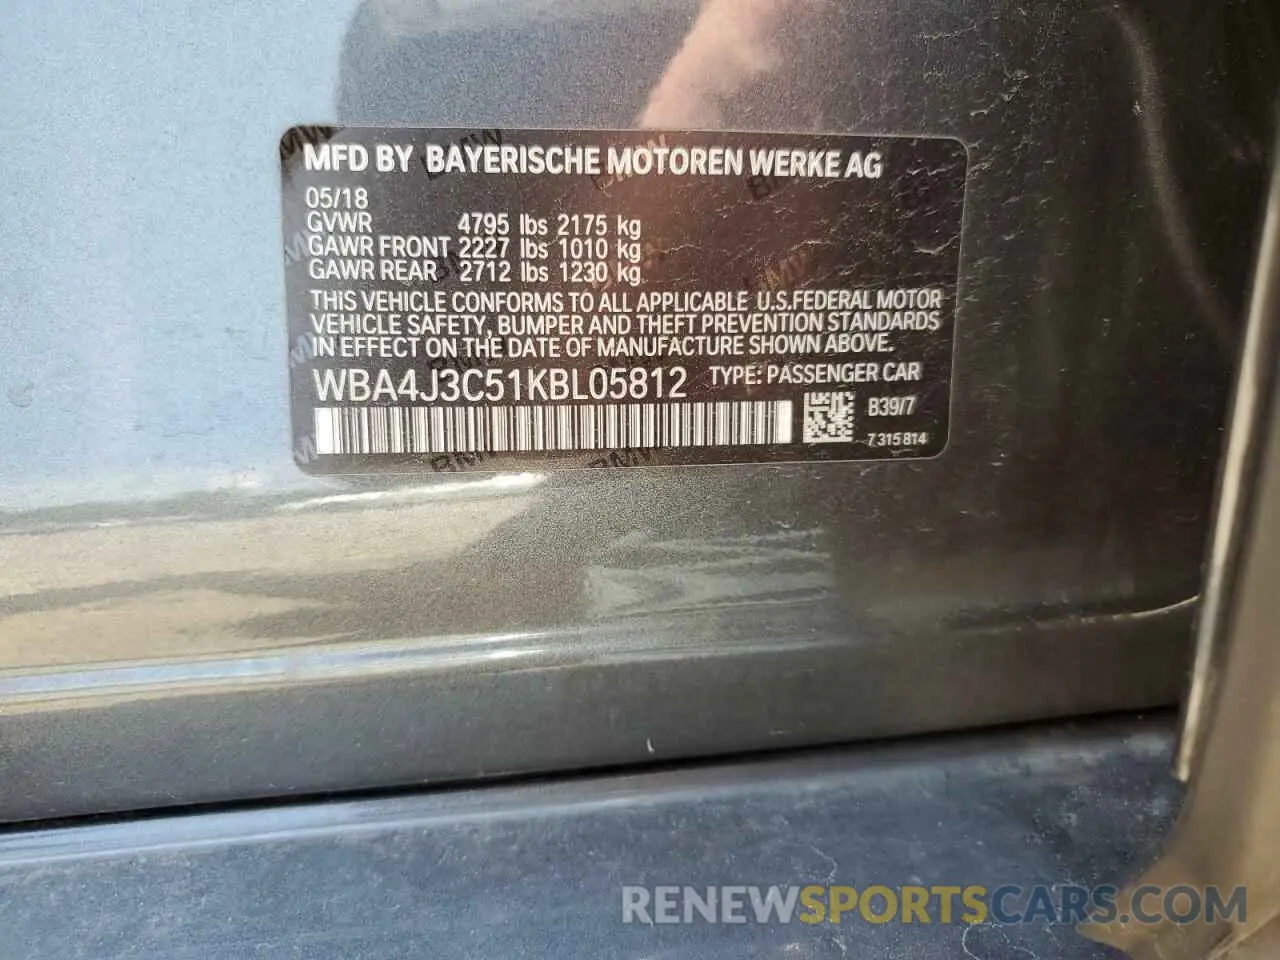 MFD BY BAYERISCHE MOTOREN WERKE AG
05/18
GVWR 4795 lbs 2175 kg
GAWR FRONT 2227 lbs 1010 kg
GAWR REAR 2712 lbs 1230 kg
THIS VEHICLE CONFORMS TO ALL APPLICABLE U.S.FEDERAL MOTOR
VEHICLE SAFETY, BUMPER AND THEFT PREVENTION STANDARDS
IN EFFECT ON THE DATE OF MANUFACTURE SHOWN ABOVE.
WBA4J3C51KBL05812 TYPE: PASSENGER CAR
B39/7
7 315 814
RENEWSPORTSCARS.COM